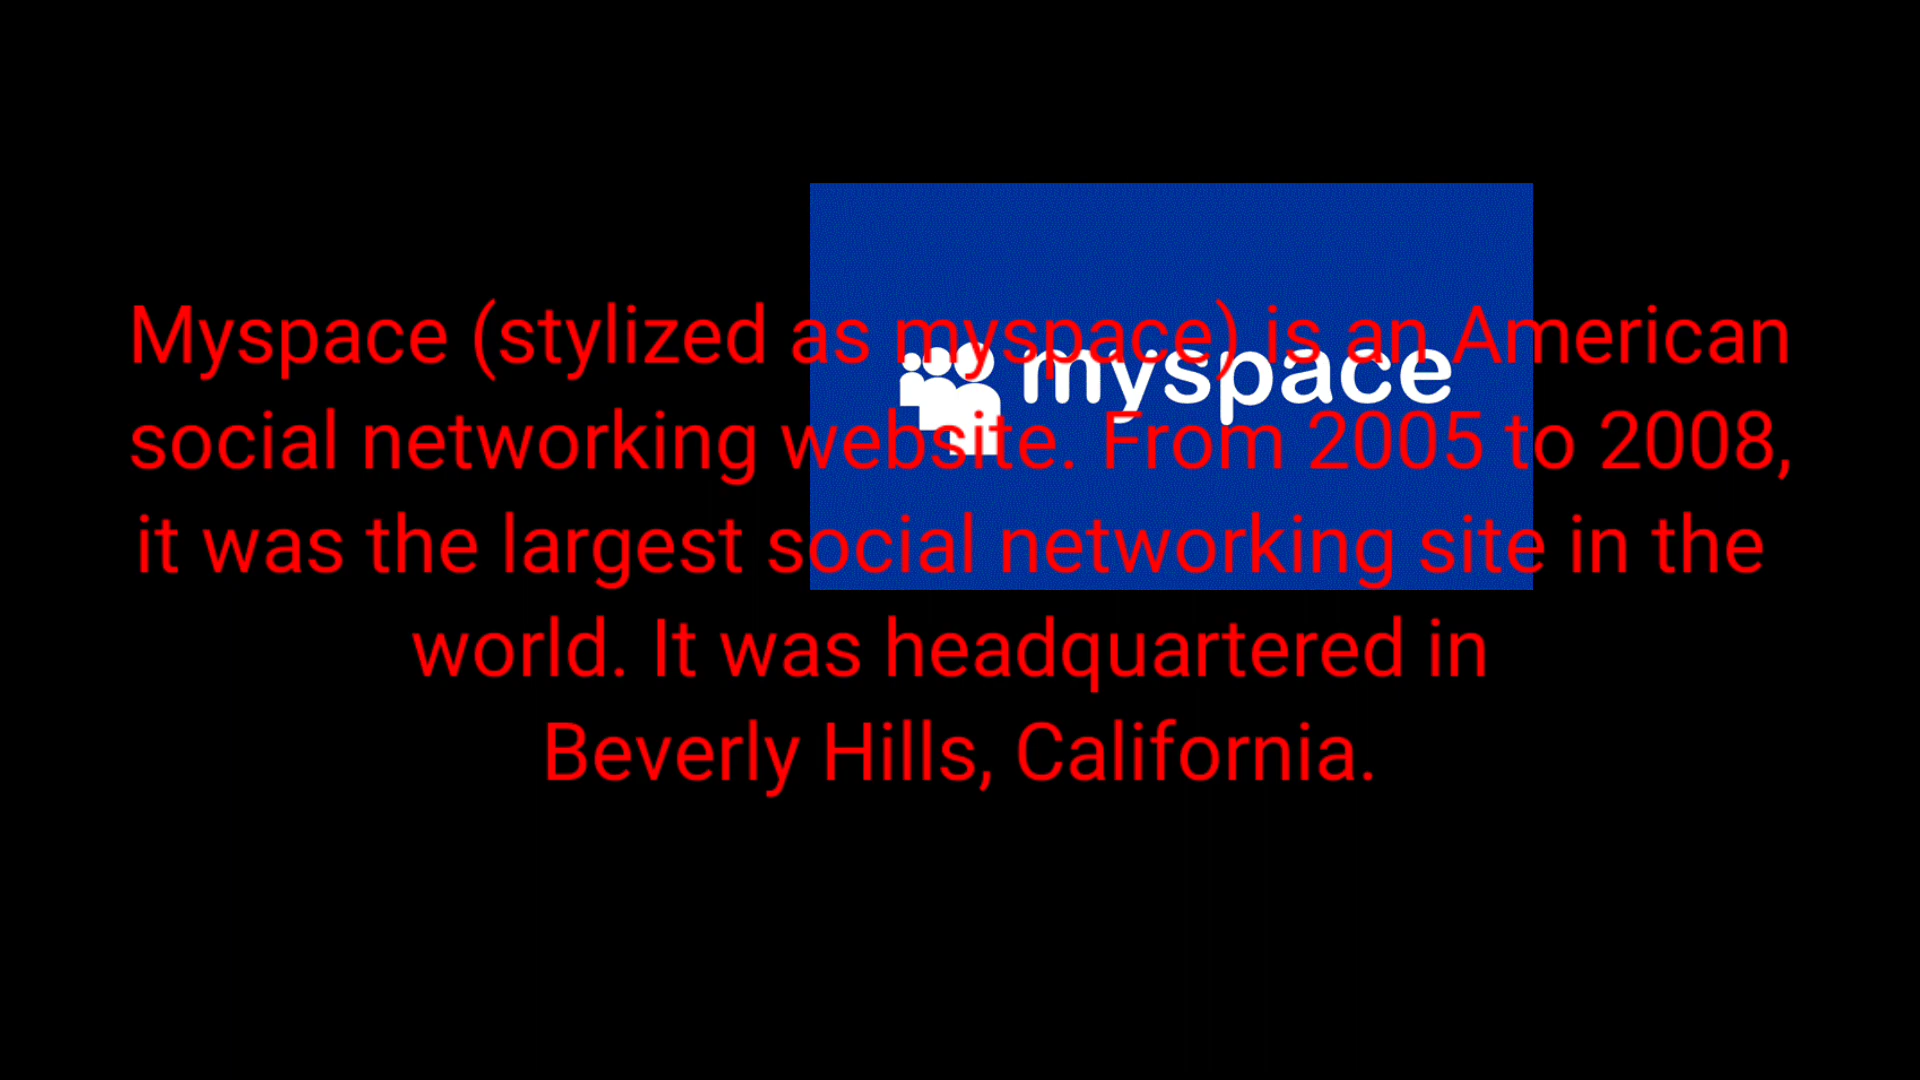 Myspace (stylized as myspace) is an American
myspace
social networking website. From 2005 to 2008,
it was the largest social networking site in the
world. It was headquartered in
Beverly Hills, California.